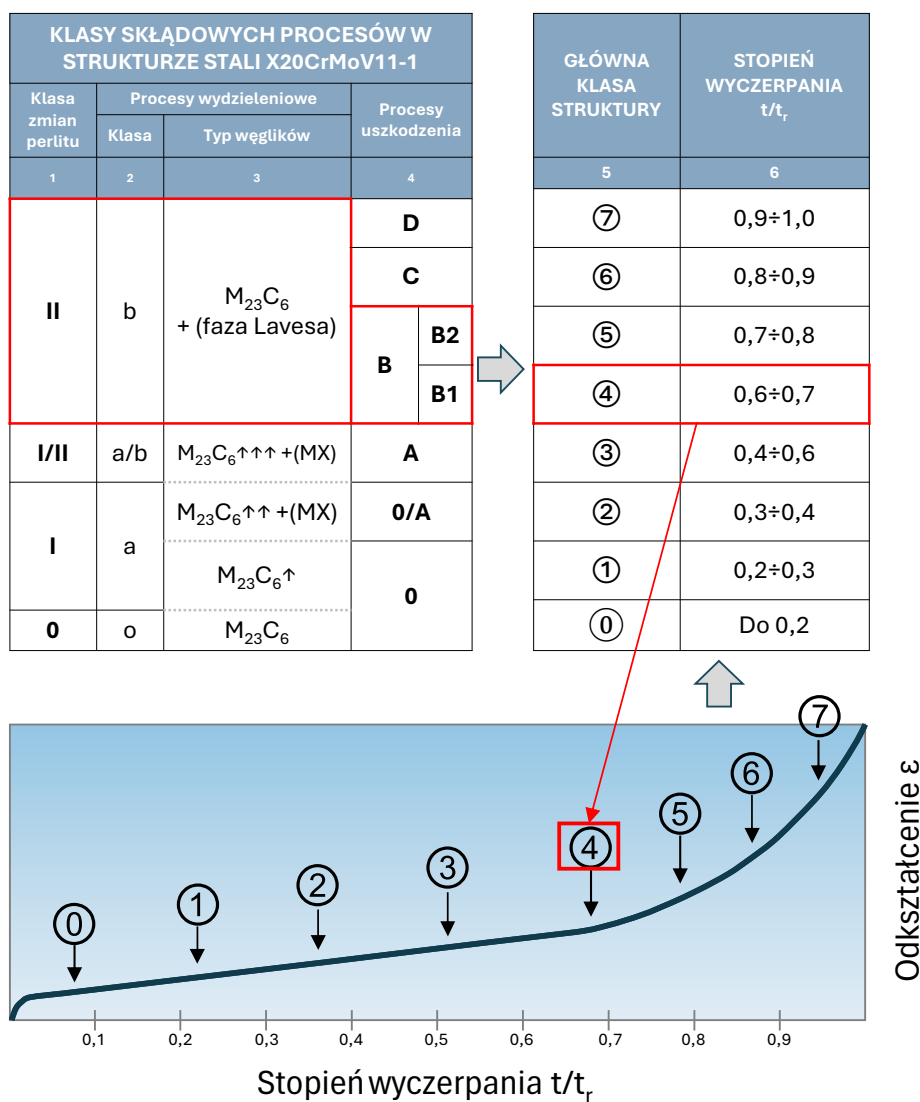 KLASY SKŁĄDOWYCH PROCESÓW W
STRUKTURZE STALI X20CrMoV11-1
Klasa
zmian
perlitu
Procesy wydzieleniowe
Klasa
Typ węglików
Procesy
uszkodzenia
1
2
3
4
II
b
M₂₃C₆
+ (faza Lavesa)
D
C
B
B2
B1
I/II
a/b
M₂₃C₆↑↑↑ +(MX)
A
I
a
M₂₃C₆↑↑ +(MX)
0/A
M₂₃C₆↑
0
0
o
M₂₃C₆
GŁÓWNA
KLASA
STRUKTURY
STOPIEŃ
WYCZERPANIA
t/tᵣ
5
6
⑦ 0,9÷1,0
⑥ 0,8÷0,9
⑤ 0,7÷0,8
④ 0,6÷0,7
③ 0,4÷0,6
② 0,3÷0,4
① 0,2÷0,3
⓪ Do 0,2
⓪
①
②
③
④
⑤
⑥
⑦
Odkształcenie ε
0,1 0,2 0,3 0,4 0,5 0,6 0,7 0,8 0,9
Stopień wyczerpania t/tᵣ